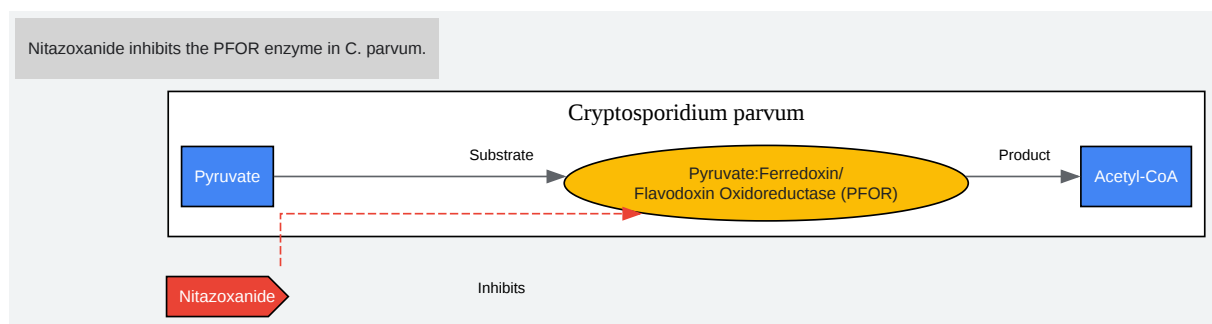 Nitazoxanide inhibits the PFOR enzyme in C. parvum.
Cryptosporidium parvum
Pyruvate
Substrate
Pyruvate:Ferredoxin/
Flavodoxin Oxidoreductase (PFOR)
Product
Acetyl-CoA
Nitazoxanide
Inhibits